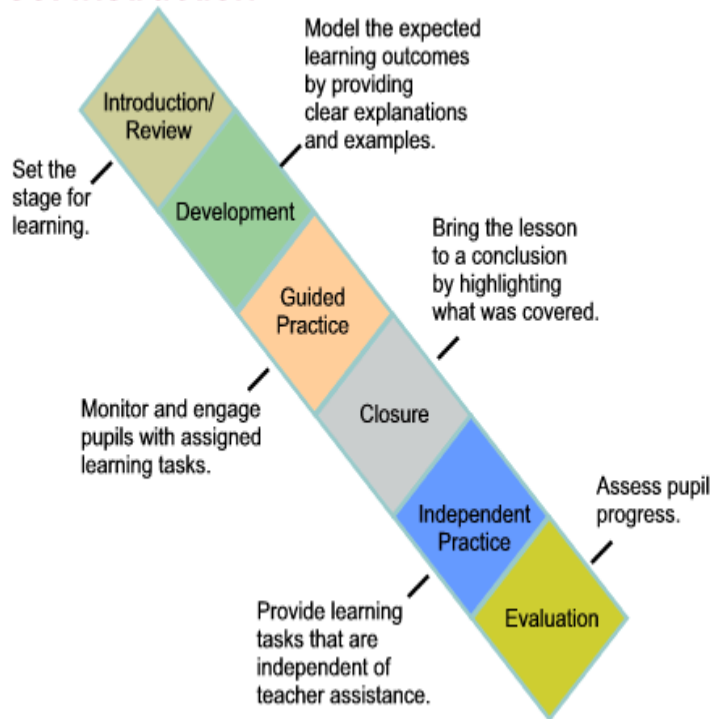 Introduction/
Review
Set the
stage for
learning.
Development
Model the expected
learning outcomes
by providing
clear explanations
and examples.
Guided
Practice
Monitor and engage
pupils with assigned
learning tasks.
Closure
Bring the lesson
to a conclusion
by highlighting
what was covered.
Independent
Practice
Provide learning
tasks that are
independent of
teacher assistance.
Evaluation
Assess pupil
progress.